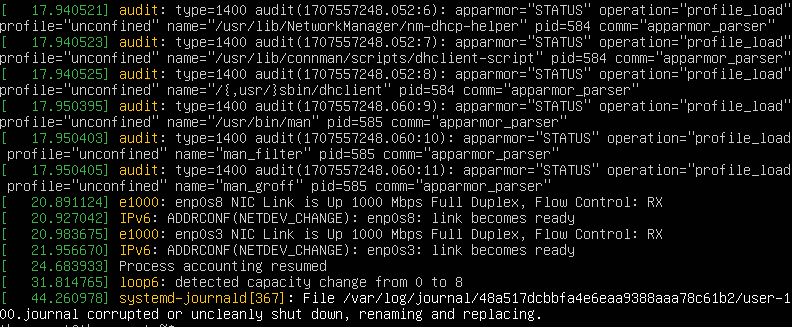 [   17.940521] audit: type=1400 audit(1707557248.052:6): apparmor="STATUS" operation="profile_load"
profile="unconfined" name="/usr/lib/NetworkManager/nm-dhcp-helper" pid=584 comm="apparmor_parser"
[   17.940523] audit: type=1400 audit(1707557248.052:7): apparmor="STATUS" operation="profile_load"
profile="unconfined" name="/usr/lib/connman/scripts/dhclient-script" pid=584 comm="apparmor_parser"
[   17.940525] audit: type=1400 audit(1707557248.052:8): apparmor="STATUS" operation="profile_load"
profile="unconfined" name="/{,usr/}sbin/dhclient" pid=584 comm="apparmor_parser"
[   17.950395] audit: type=1400 audit(1707557248.060:9): apparmor="STATUS" operation="profile_load"
profile="unconfined" name="/usr/bin/man" pid=585 comm="apparmor_parser"
[   17.950403] audit: type=1400 audit(1707557248.060:10): apparmor="STATUS" operation="profile_load
profile="unconfined" name="man_filter" pid=585 comm="apparmor_parser"
[   17.950405] audit: type=1400 audit(1707557248.060:11): apparmor="STATUS" operation="profile_load
profile="unconfined" name="man_groff" pid=585 comm="apparmor_parser"
[   20.891124] e1000: enp0s8 NIC Link is Up 1000 Mbps Full Duplex, Flow Control: RX
[   20.927042] IPv6: ADDRCONF(NETDEV_CHANGE): enp0s8: link becomes ready
[   20.983675] e1000: enp0s3 NIC Link is Up 1000 Mbps Full Duplex, Flow Control: RX
[   21.956670] IPv6: ADDRCONF(NETDEV_CHANGE): enp0s3: link becomes ready
[   24.683933] Process accounting resumed
[   31.814765] loop6: detected capacity change from 0 to 8
[   44.260978] systemd-journald[367]: File /var/log/journal/48a517dcbbfa4e6eaa9388aaa78c61b2/user-1
00.journal corrupted or uncleanly shut down, renaming and replacing.